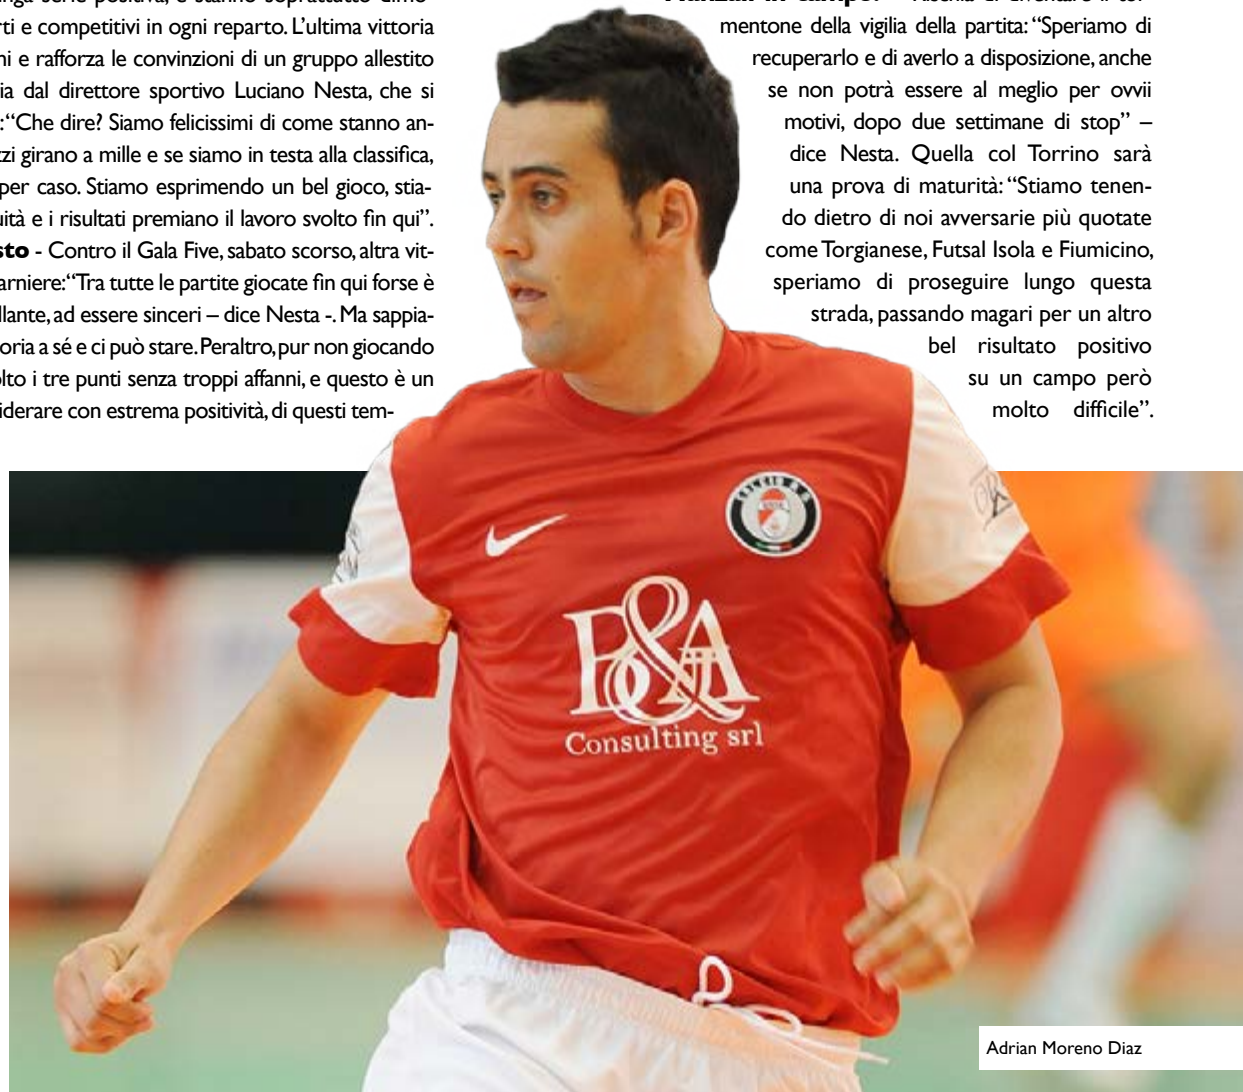 rti e competitivi in ogni reparto. L'ultima vittoria
ni e rafforza le convinzioni di un gruppo allestito
ia dal direttore sportivo Luciano Nesta, che si
: “Che dire? Siamo felicissimi di come stanno an-
zzi girano a mille e se siamo in testa alla classifica,
per caso. Stiamo esprimendo un bel gioco, stia-
uità e i risultati premiano il lavoro svolto fin qui”.
sto - Contro il Gala Five, sabato scorso, altra vit-
arniere: “Tra tutte le partite giocate fin qui forse è
llante, ad essere sinceri – dice Nesta -. Ma sappia-
oria a sé e ci può stare. Peraltro, pur non giocando
olto i tre punti senza troppi affanni, e questo è un
siderare con estrema positività, di questi tem-
mentone della vigilia della partita: “Speriamo di
recuperarlo e di averlo a disposizione, anche
se non potrà essere al meglio per ovvii
motivi, dopo due settimane di stop” –
dice Nesta. Quella col Torrino sarà
una prova di maturità: “Stiamo tenen-
do dietro di noi avversarie più quotate
come Torgianese, Futsal Isola e Fiumicino,
speriamo di proseguire lungo questa
strada, passando magari per un altro
bel risultato positivo
su un campo però
molto difficile”.
CALCIO A 5
B&A
Consulting srl
Adrian Moreno Diaz